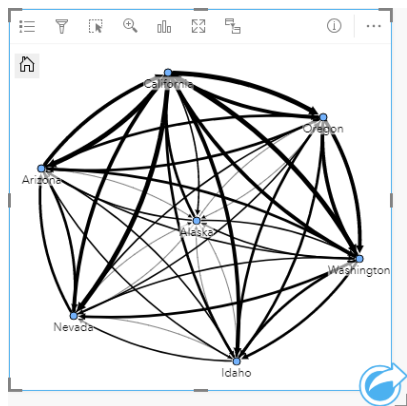 California
Oregon
Arizona
Alaska
Washington
Nevada
Idaho